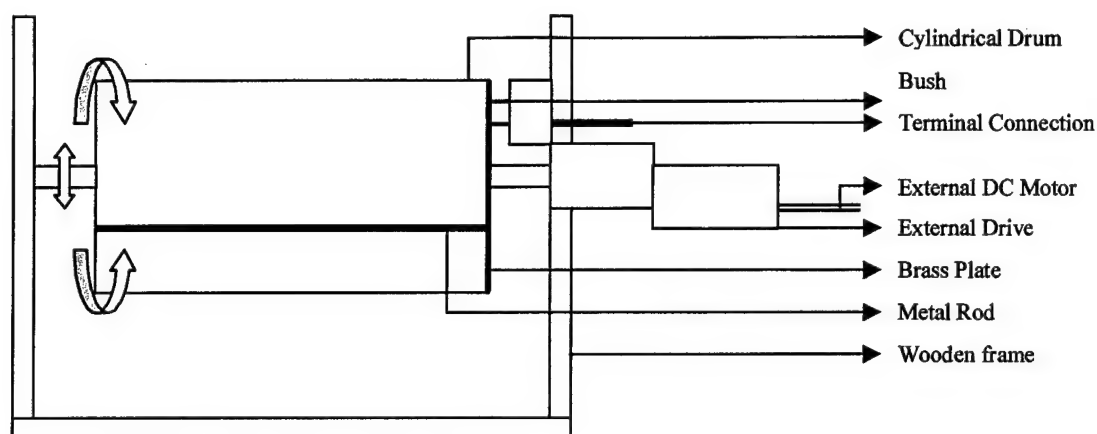 Cylindrical Drum
Bush
Terminal Connection
External DC Motor
External Drive
Brass Plate
Metal Rod
Wooden frame